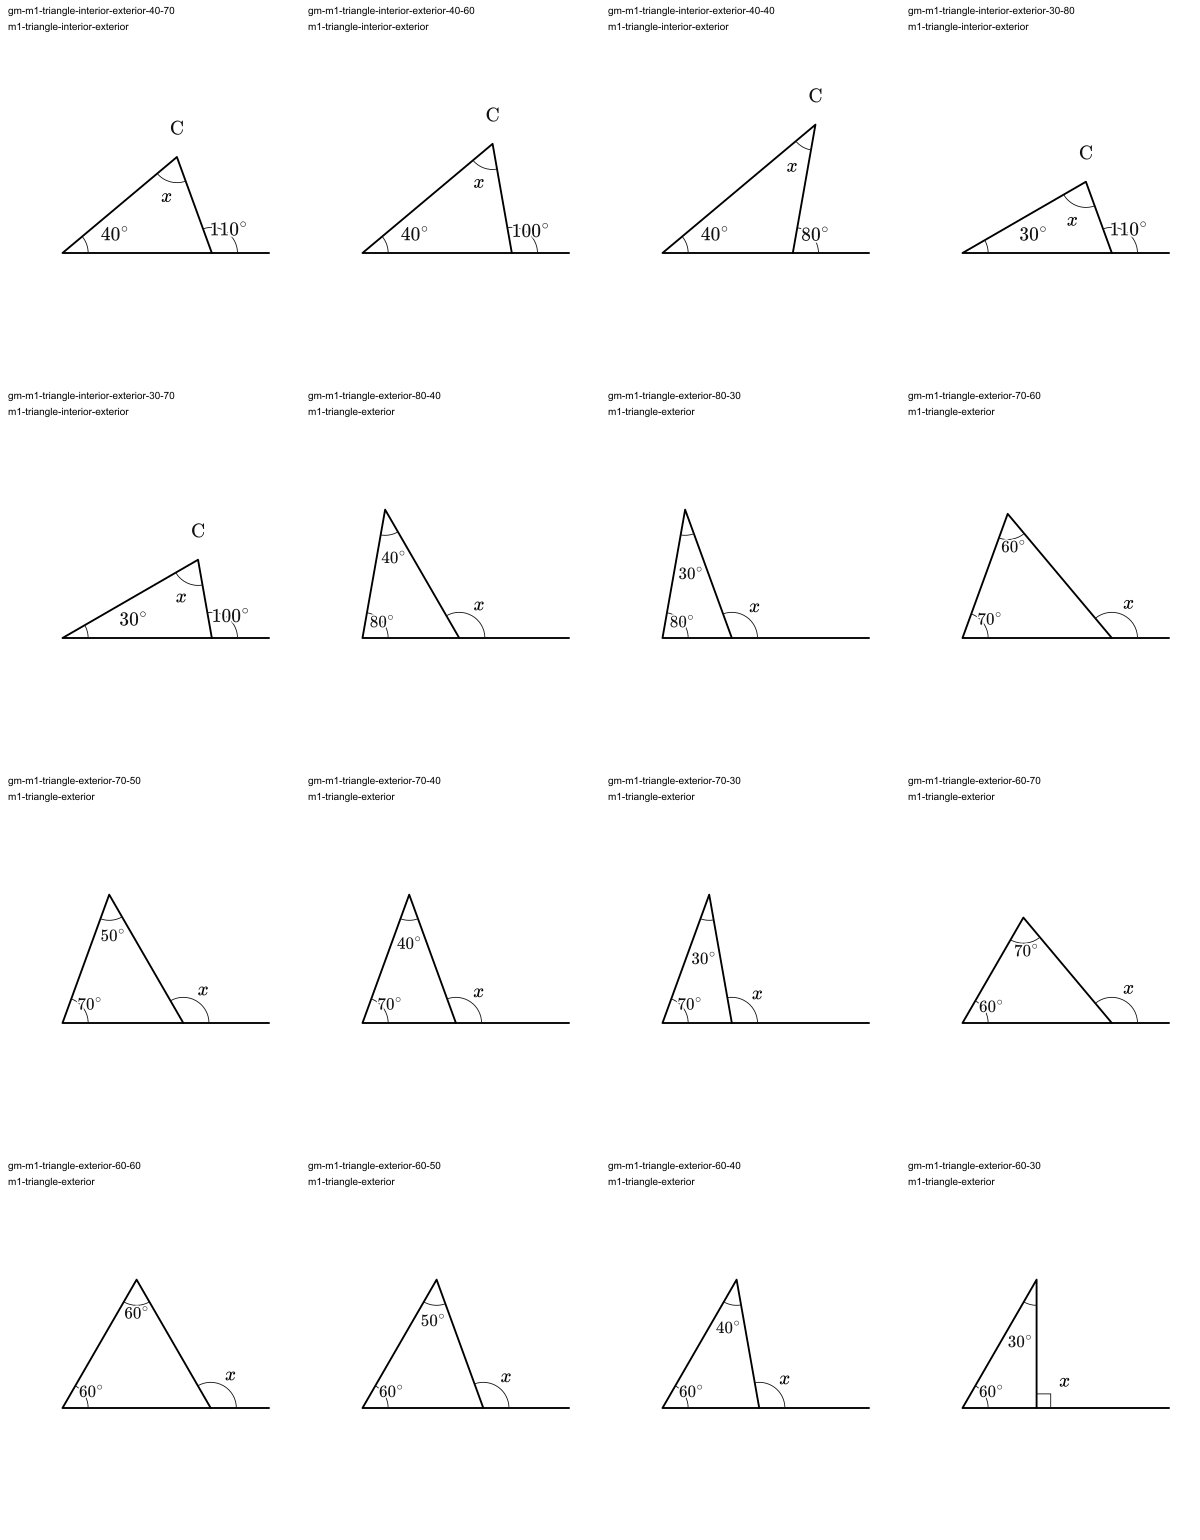 gm-m1-triangle-interior-exterior-40-70
m1-triangle-interior-exterior
C
x
40°
110°
gm-m1-triangle-interior-exterior-40-60
m1-triangle-interior-exterior
C
x
40°
100°
gm-m1-triangle-interior-exterior-40-40
m1-triangle-interior-exterior
C
x
40°
80°
gm-m1-triangle-interior-exterior-30-80
m1-triangle-interior-exterior
C
x
30°
110°
gm-m1-triangle-interior-exterior-30-70
m1-triangle-interior-exterior
C
x
30°
100°
gm-m1-triangle-exterior-80-40
m1-triangle-exterior
40°
x
80°
gm-m1-triangle-exterior-80-30
m1-triangle-exterior
30°
x
80°
gm-m1-triangle-exterior-70-60
m1-triangle-exterior
60°
x
70°
gm-m1-triangle-exterior-70-50
m1-triangle-exterior
50°
x
70°
gm-m1-triangle-exterior-70-40
m1-triangle-exterior
40°
x
70°
gm-m1-triangle-exterior-70-30
m1-triangle-exterior
30°
x
70°
gm-m1-triangle-exterior-60-70
m1-triangle-exterior
70°
x
60°
gm-m1-triangle-exterior-60-60
m1-triangle-exterior
60°
x
60°
gm-m1-triangle-exterior-60-50
m1-triangle-exterior
50°
x
60°
gm-m1-triangle-exterior-60-40
m1-triangle-exterior
40°
x
60°
gm-m1-triangle-exterior-60-30
m1-triangle-exterior
30°
x
60°